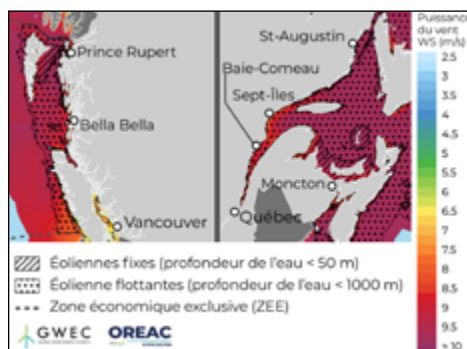 Prince Rupert
Bella Bella
Vancouver
St-Augustin
Baie-Comeau
Sept-Îles
Moncton
Québec
Puissance
du vent
WS (m/s)
2.5
3
3.5
4
4.5
5
5.5
6
6.5
7
7.5
8
8.5
9
9.5
> 10
Éoliennes fixes (profondeur de l'eau < 50 m)
Éolienne flottantes (profondeur de l'eau < 1000 m)
Zone économique exclusive (ZEE)
GWEC
OREAC